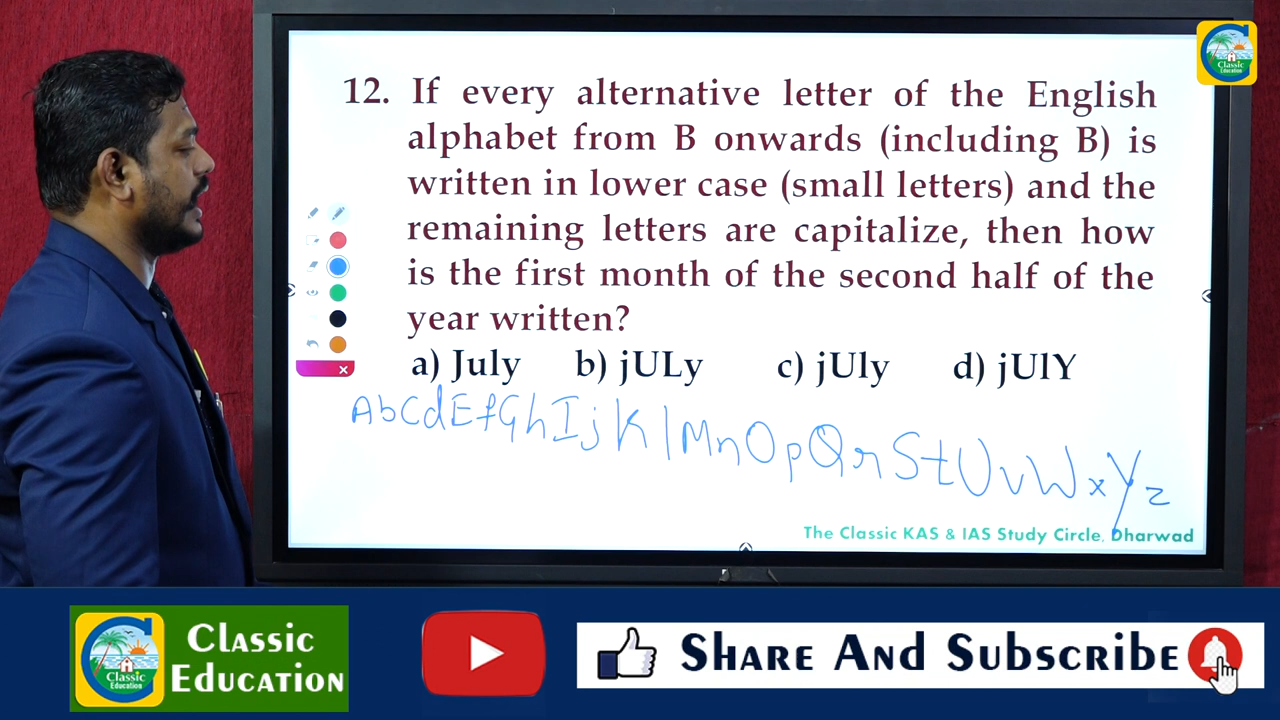 Classic
Education
12. If every alternative letter of the English
alphabet from B onwards (including B) is
written in lower case (small letters) and the
remaining letters are capitalize, then how
is the first month of the second half of the
year written?
a) July b) jULy c) jUly d) jUlY
AbCdEfGhIjKlMnOpQrStUvWxYz
The Classic KAS & IAS Study Circle, Dharwad
Classic
Education
Classic
Education
Share And Subscribe